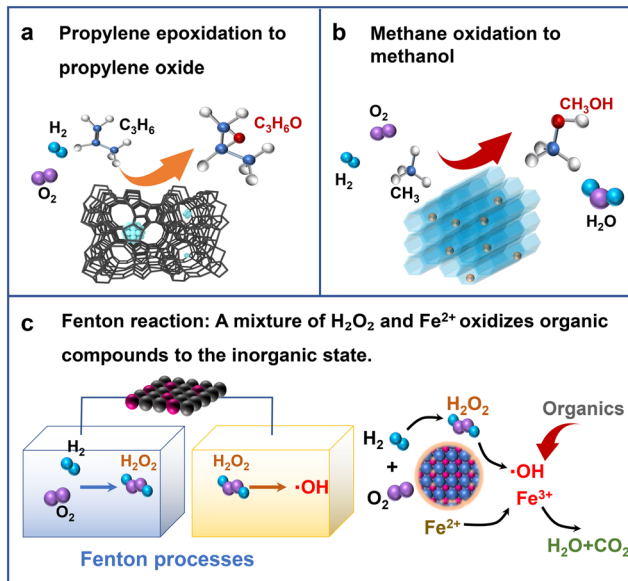 a Propylene epoxidation to
propylene oxide
H₂
C₃H₆
C₃H₆O
O₂
b Methane oxidation to
methanol
O₂
CH₃OH
H₂
CH₃
H₂O
c Fenton reaction: A mixture of H₂O₂ and Fe²⁺ oxidizes organic
compounds to the inorganic state.
H₂
H₂O₂
O₂
H₂O₂
·OH
Fenton processes
H₂O₂
Organics
H₂
+
O₂
·OH
Fe³⁺
Fe²⁺
H₂O+CO₂